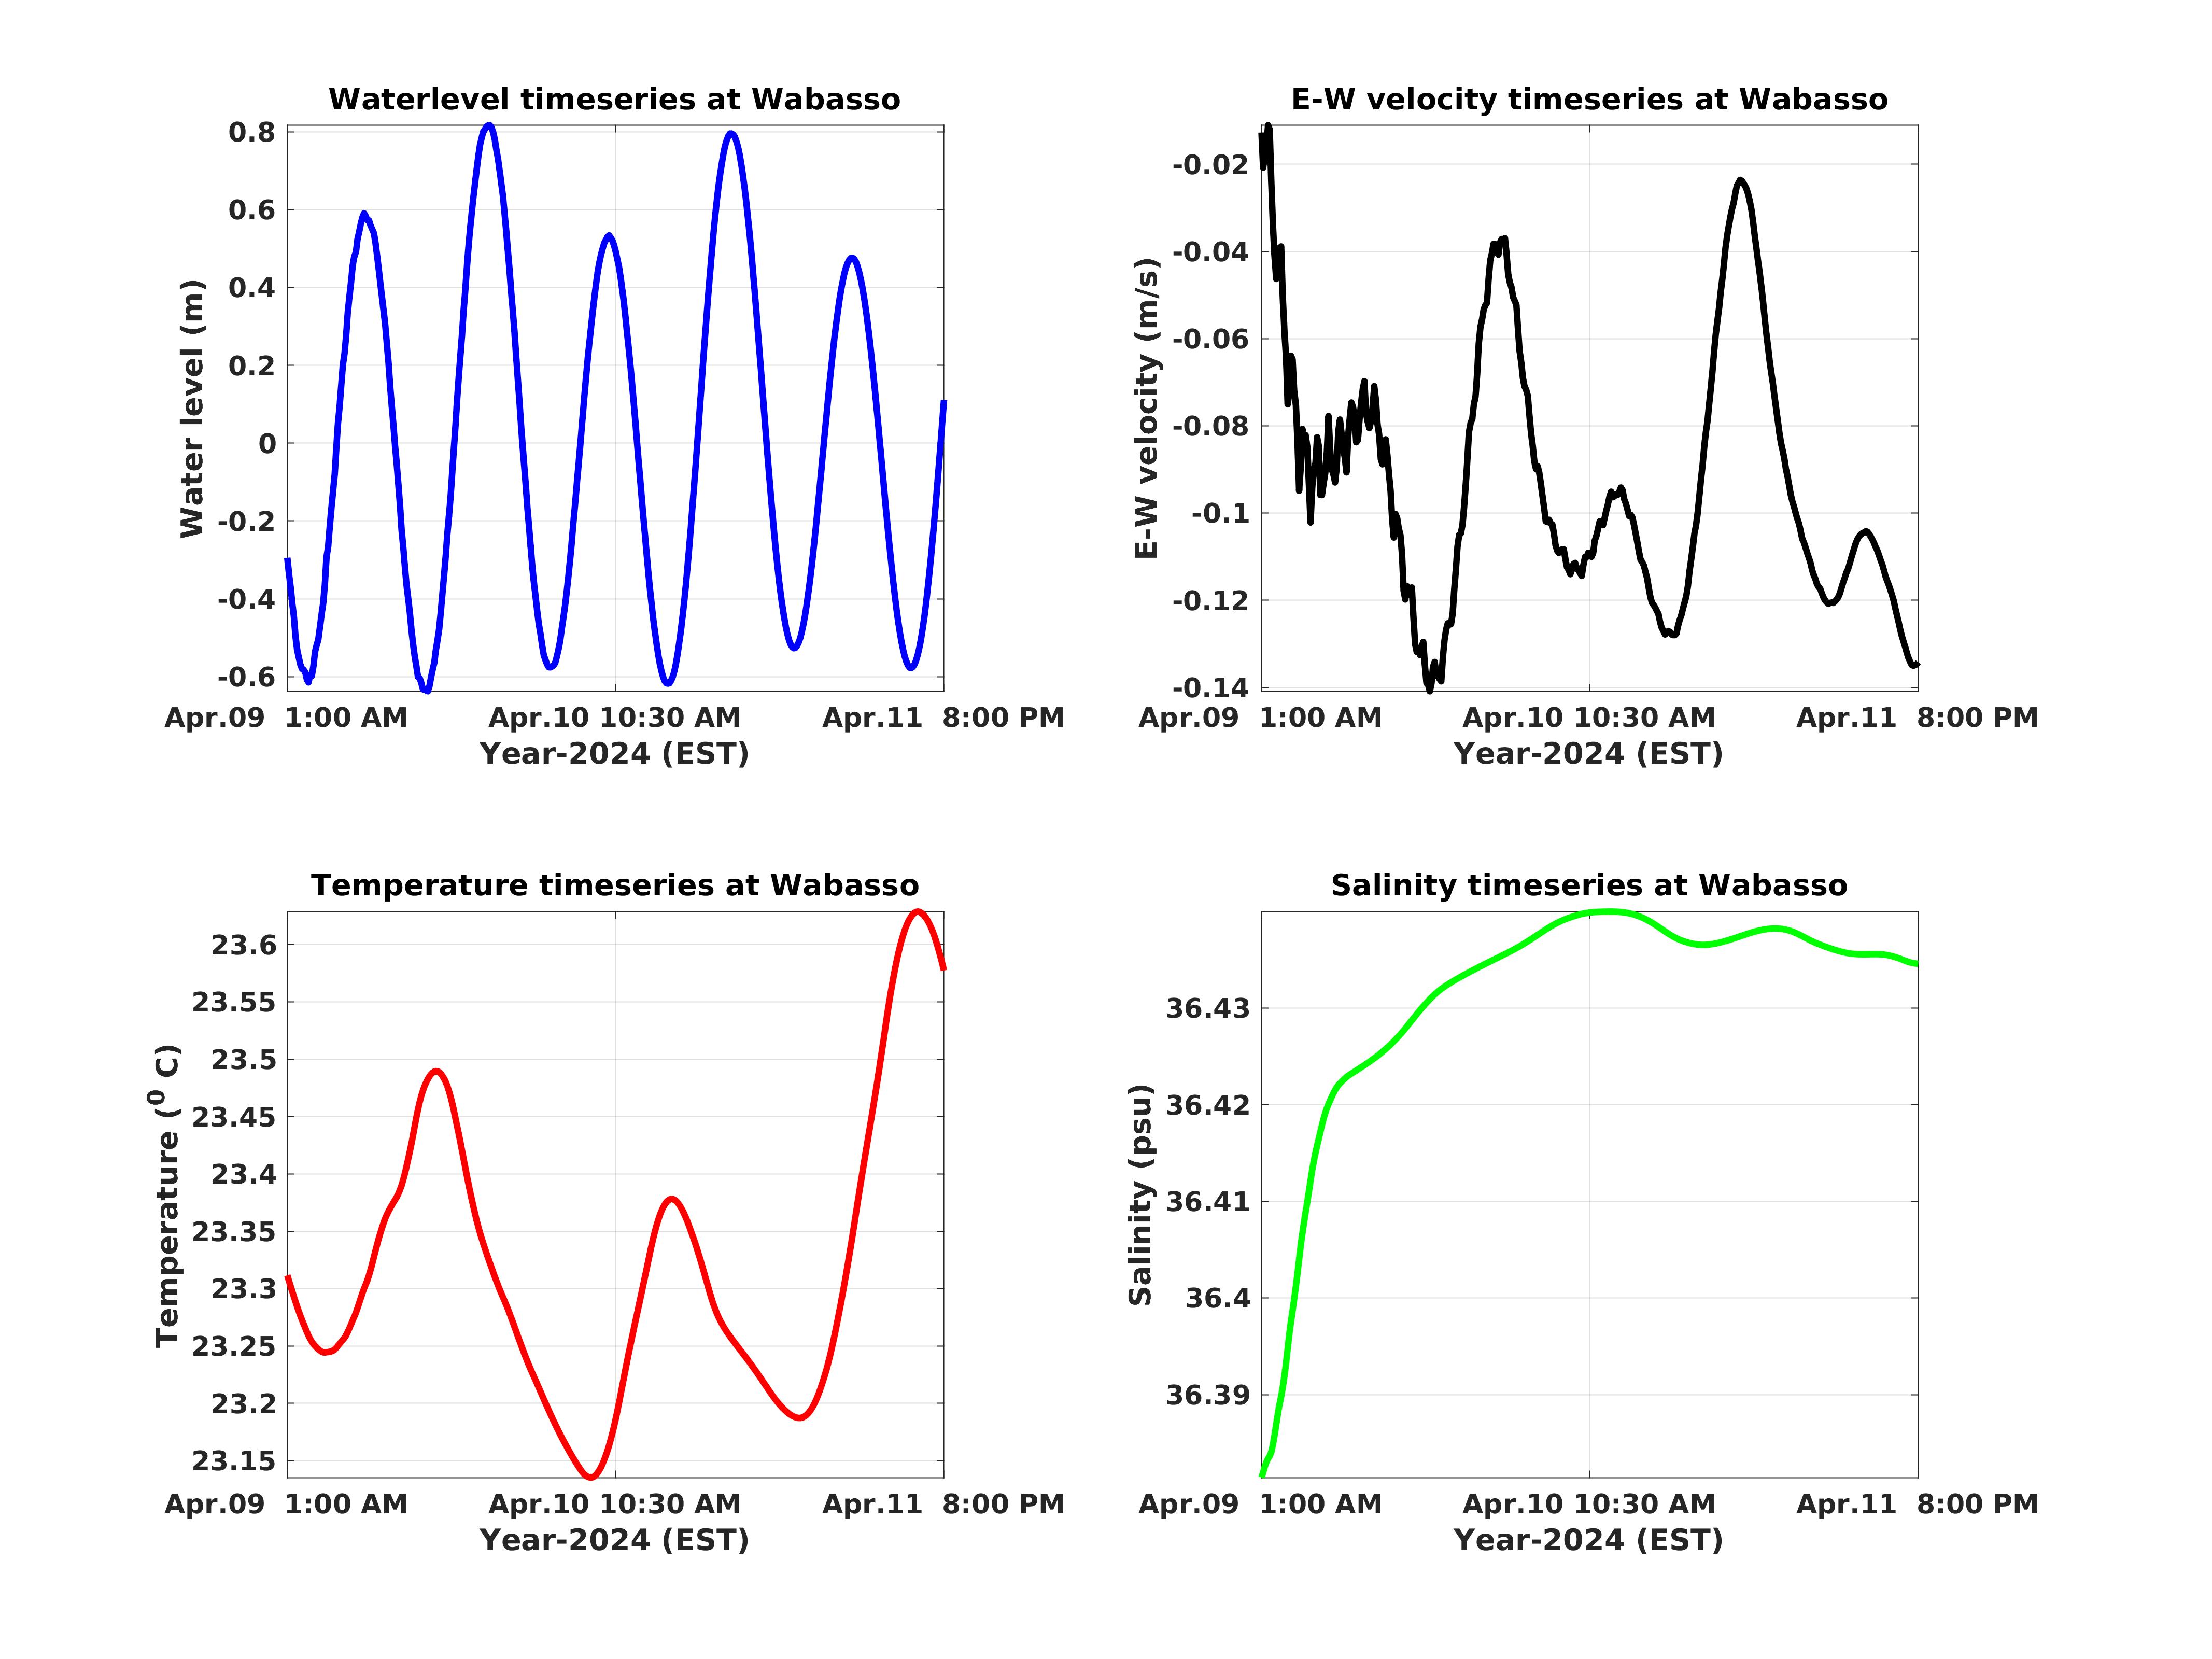 Waterlevel timeseries at Wabasso
0.8
0.6
0.4
0.2
0
-0.2
-0.4
-0.6
Water level (m)
Apr.09 1:00 AM
Apr.10 10:30 AM
Apr.11 8:00 PM
Year-2024 (EST)
E-W velocity timeseries at Wabasso
-0.02
-0.04
-0.06
-0.08
-0.1
-0.12
-0.14
E-W velocity (m/s)
Apr.09 1:00 AM
Apr.10 10:30 AM
Apr.11 8:00 PM
Year-2024 (EST)
Temperature timeseries at Wabasso
23.6
23.55
23.5
23.45
23.4
23.35
23.3
23.25
23.2
23.15
Temperature (⁰ C)
Apr.09 1:00 AM
Apr.10 10:30 AM
Apr.11 8:00 PM
Year-2024 (EST)
Salinity timeseries at Wabasso
36.43
36.42
36.41
36.4
36.39
Salinity (psu)
Apr.09 1:00 AM
Apr.10 10:30 AM
Apr.11 8:00 PM
Year-2024 (EST)